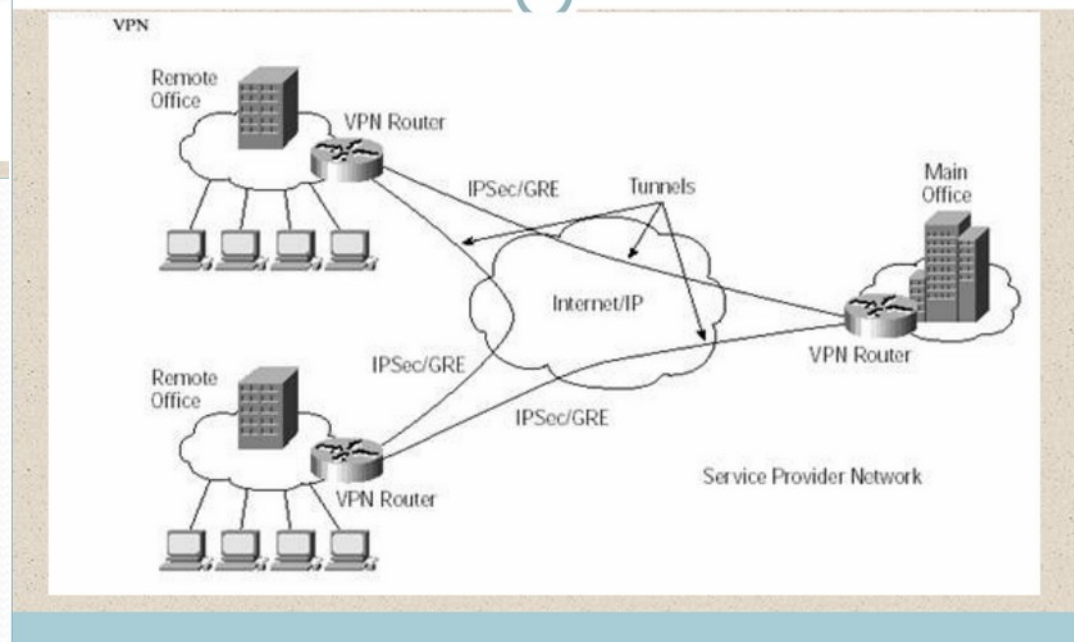 VPN
Remote
Office
VPN Router
IPSec/GRE
Tunnels
Main
Office
Internet/IP
VPN Router
IPSec/GRE
Remote
Office
IPSec/GRE
Service Provider Network
VPN Router